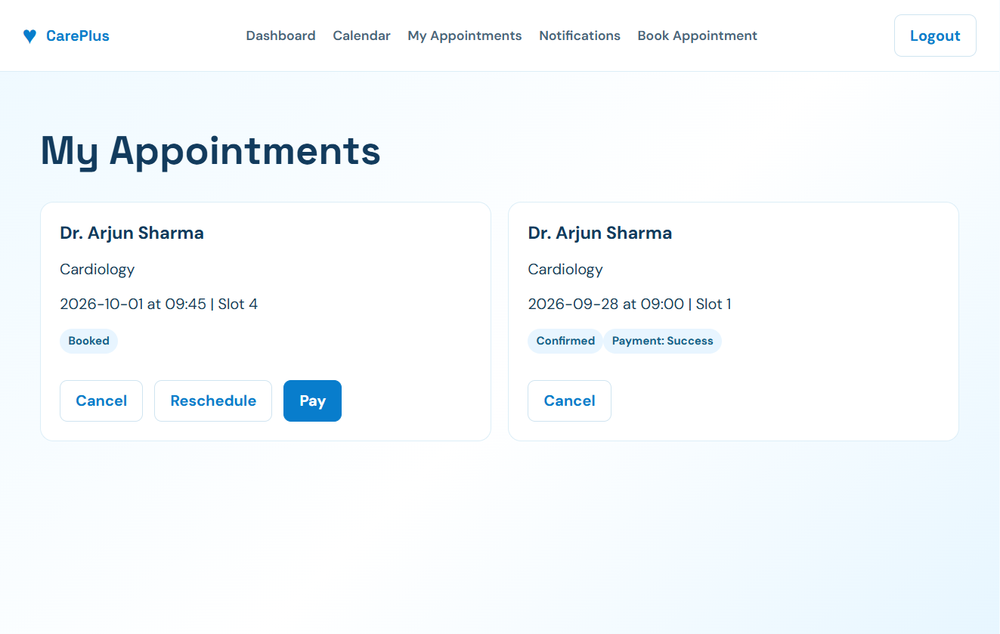 CarePlus
Dashboard Calendar My Appointments Notifications Book Appointment
Logout
My Appointments
Dr. Arjun Sharma
Cardiology
2026-10-01 at 09:45 | Slot 4
Booked
Cancel Reschedule Pay
Dr. Arjun Sharma
Cardiology
2026-09-28 at 09:00 | Slot 1
Confirmed Payment: Success
Cancel